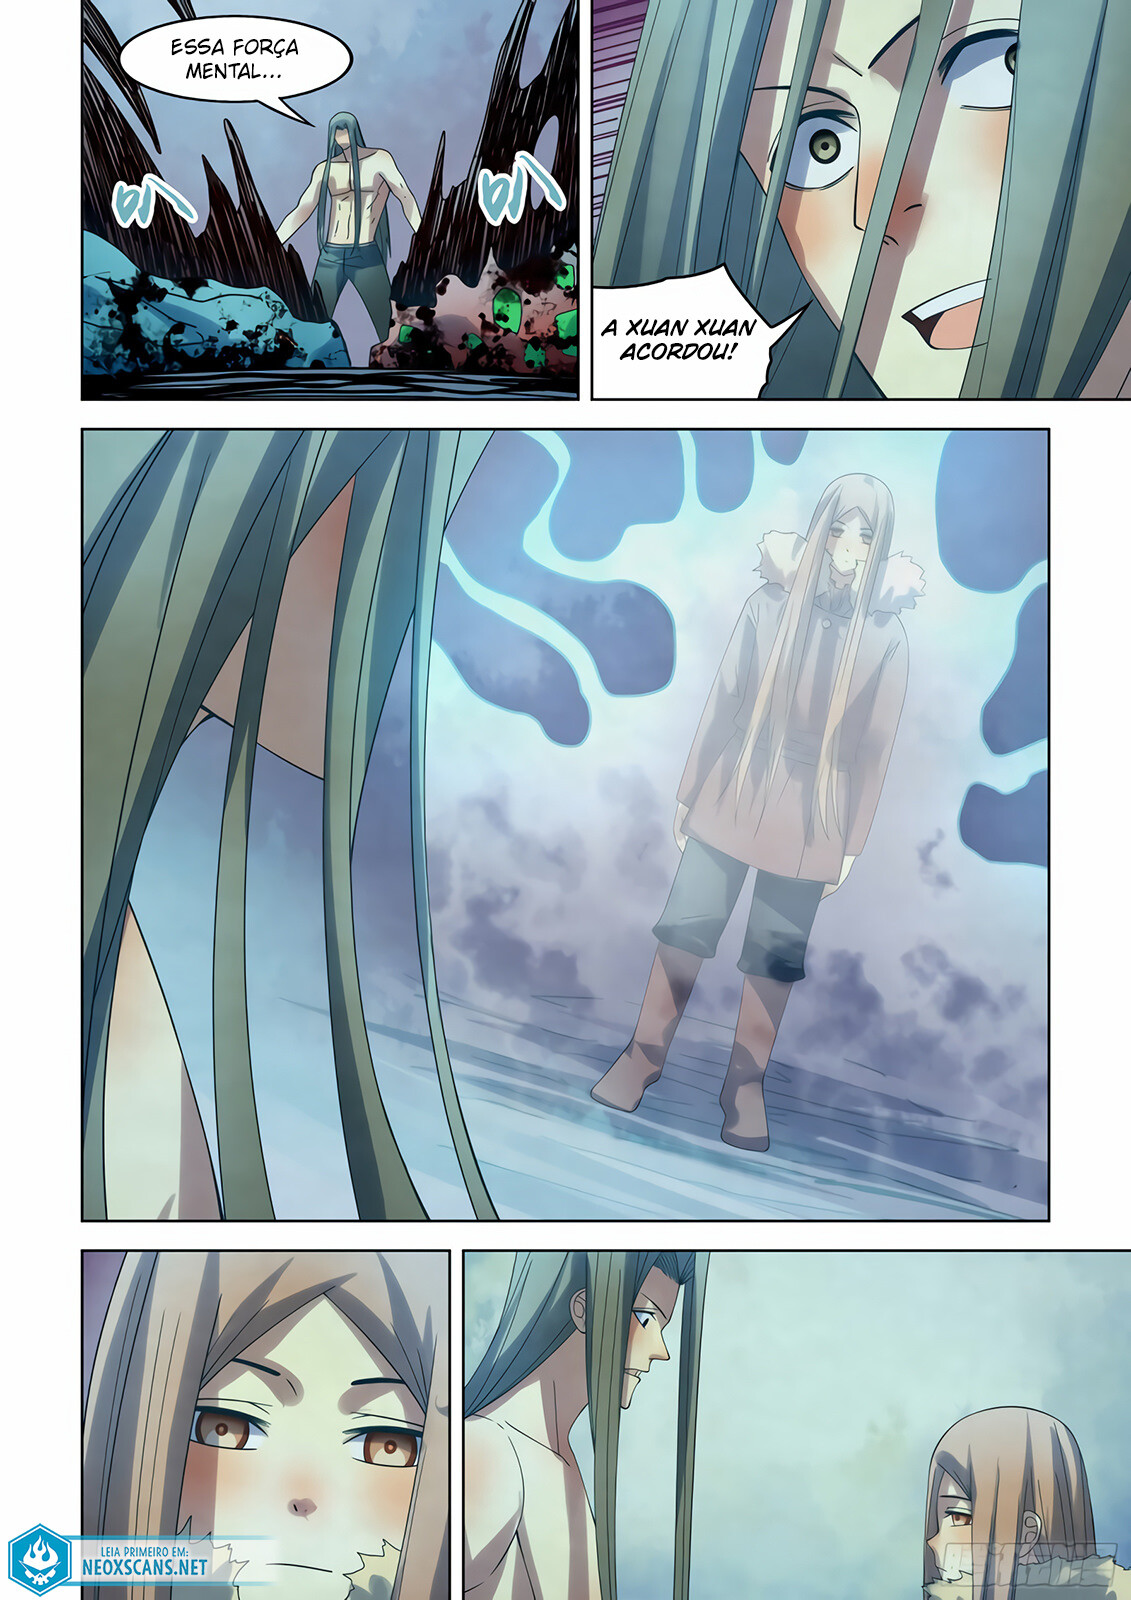 ESSA FORÇA
MENTAL...
A XUAN XUAN
ACORDOU!
LEIA PRIMEIRO EM:
NEOXSCANS.NET